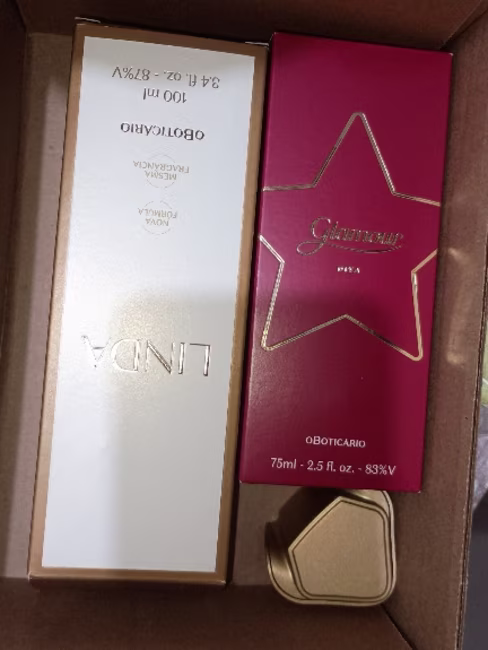 LINDA
NOVA
FÓRMULA
MESMA
FRAGRÂNCIA
OBOTICÁRIO
100 ml
3.4 fl. oz. - 87%V
Glamour
OBOTICARIO
75ml - 2.5 fl. oz. - 83%V